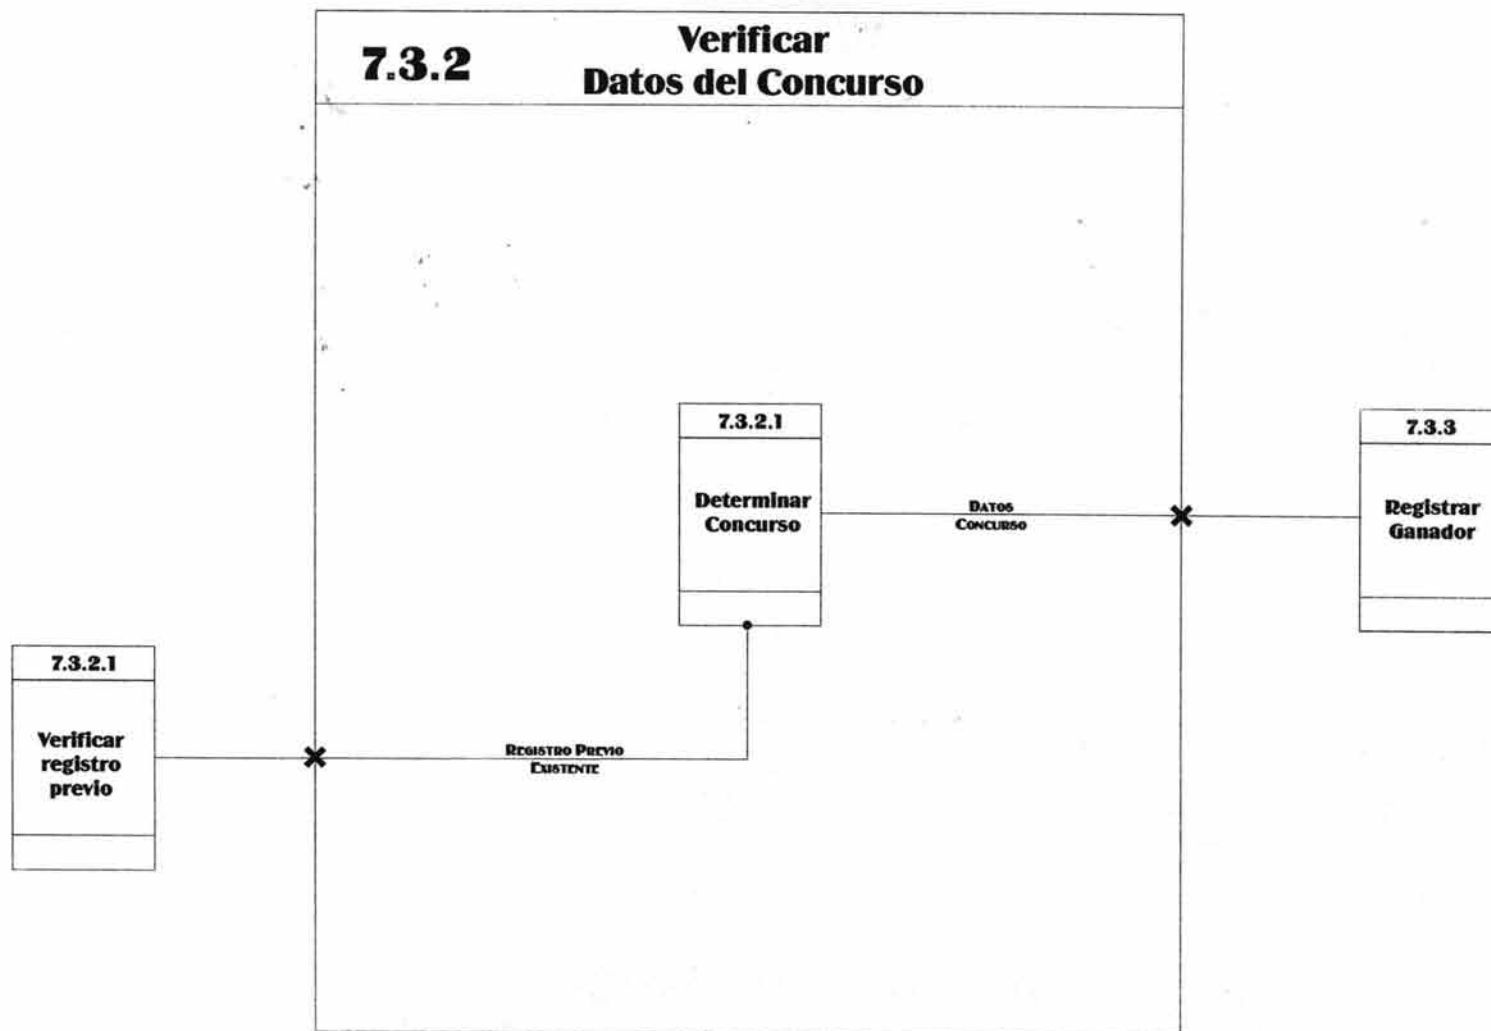 7.3.2
Verificar
Datos del Concurso
7.3.2.1
Determinar
Concurso
DATOS
CONCURSO
7.3.3
Registrar
Ganador
7.3.2.1
Verificar
registro
previo
REGISTRO PREVIO
EXISTENTE